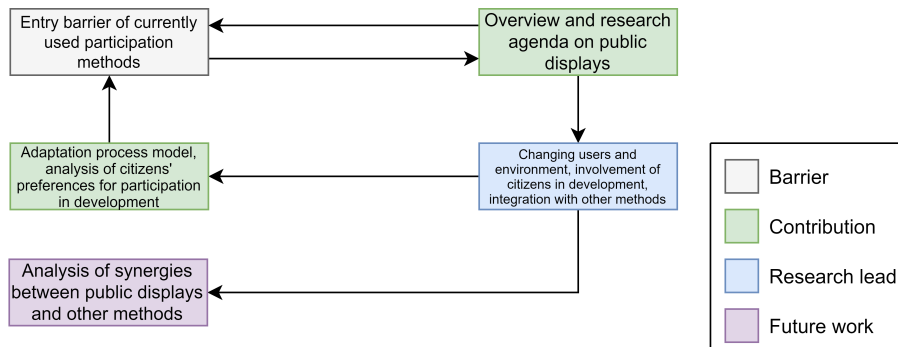 Entry barrier of currently
used participation
methods
Overview and research
agenda on public
displays
Adaptation process model,
analysis of citizens'
preferences for participation
in development
Changing users and
environment, involvement of
citizens in development,
integration with other methods
Analysis of synergies
between public displays
and other methods
Barrier
Contribution
Research lead
Future work